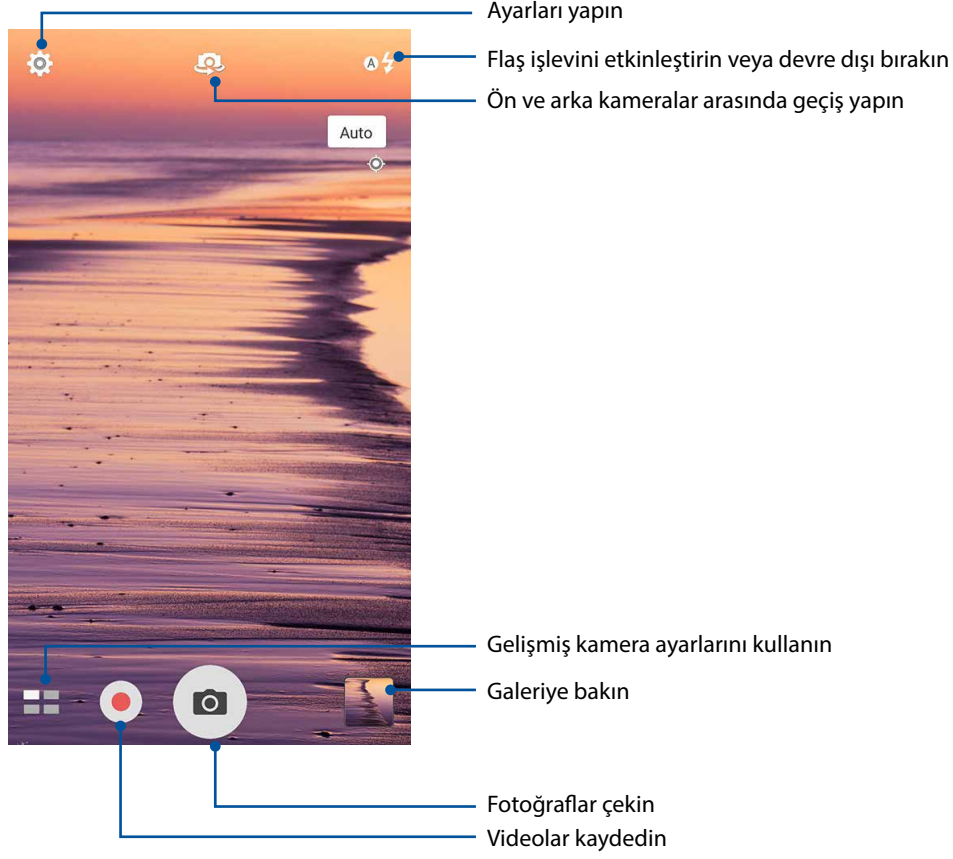 Ayarları yapın
Flaş işlevini etkinleştirin veya devre dışı bırakın
A
Ön ve arka kameralar arasında geçiş yapın
Auto
Gelişmiş kamera ayarlarını kullanın
Galeriye bakın
Fotoğraflar çekin
Videolar kaydedin